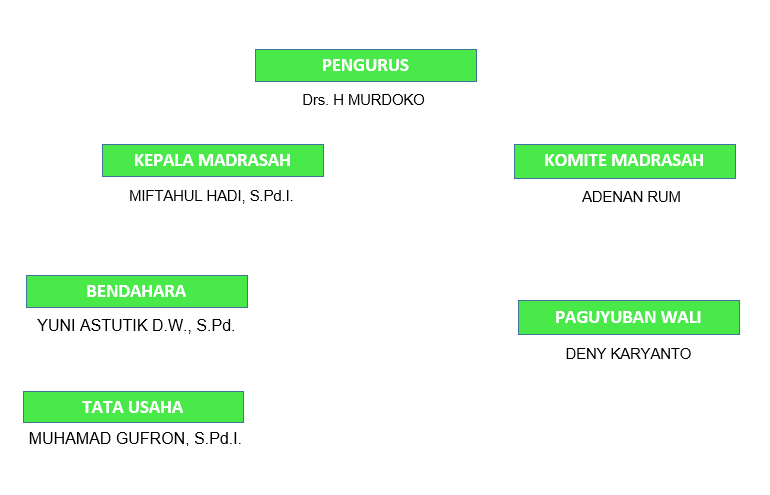 PENGURUS
Drs. H MURDOKO
KEPALA MADRASAH
MIFTAHUL HADI, S.Pd.I.
KOMITE MADRASAH
ADENAN RUM
BENDAHARA
YUNI ASTUTIK D.W., S.Pd.
PAGUYUBAN WALI
DENY KARYANTO
TATA USAHA
MUHAMAD GUFRON, S.Pd.I.